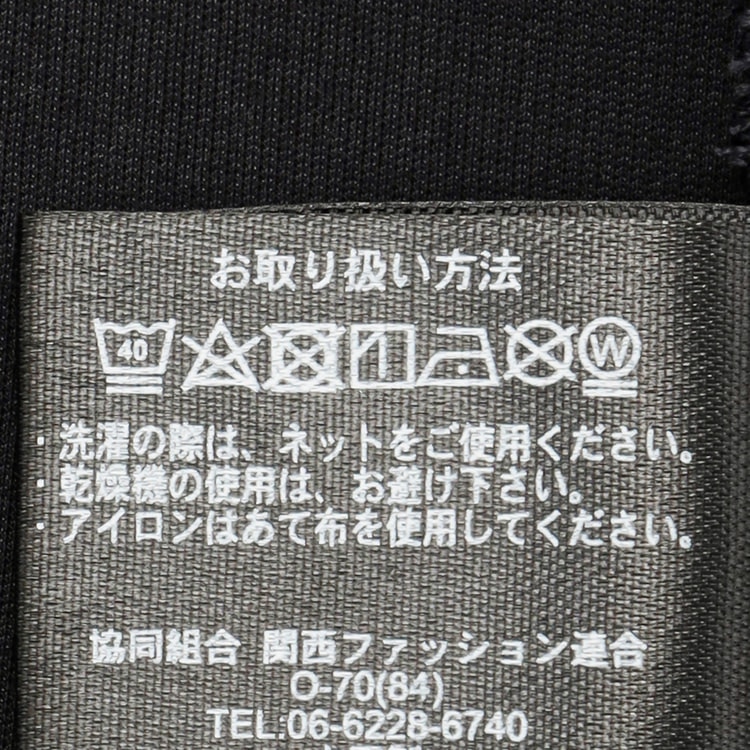 お取り扱い方法
40 W
・洗濯の際は、ネットをご使用ください。
・乾燥機の使用は、お避け下さい。
・アイロンはあて布を使用してください。
協同組合 関西ファッション連合
O-70(84)
TEL:06-6228-6740